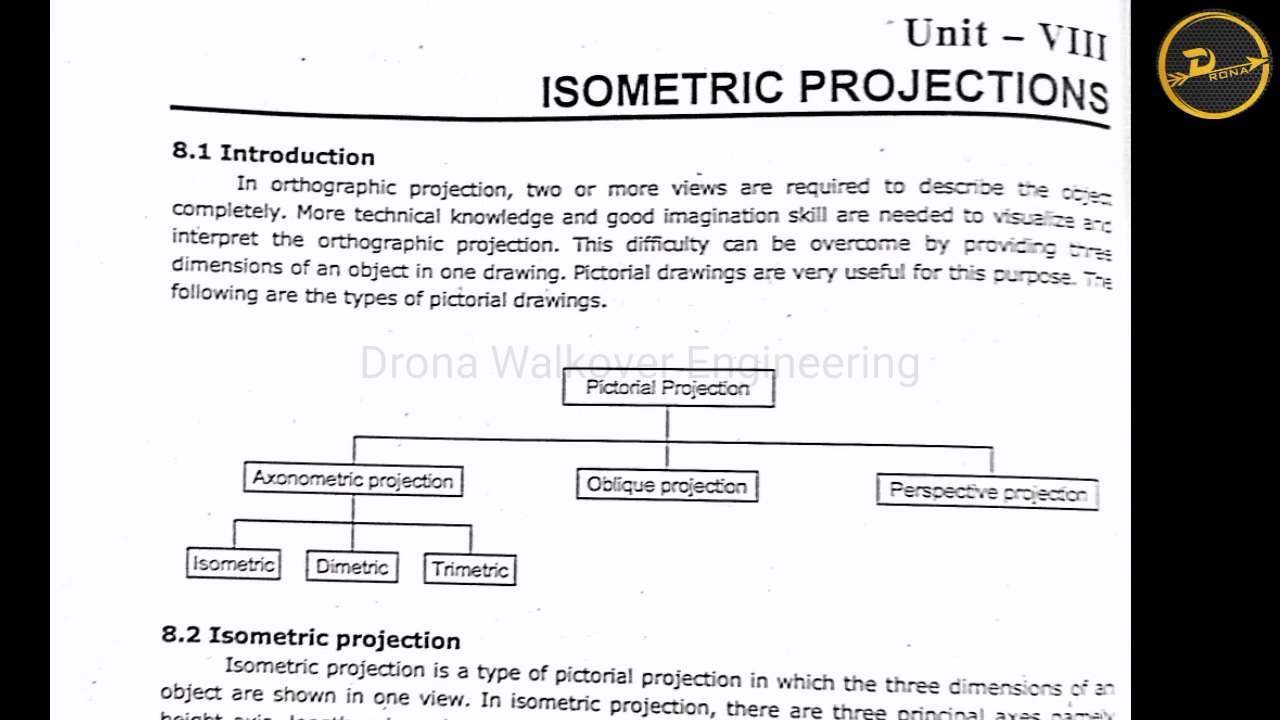 Unit – VIII
ISOMETRIC PROJECTIONS
DRONA
8.1 Introduction
In orthographic projection, two or more views are required to describe the objec
completely. More technical knowledge and good imagination skill are needed to visualize and
interpret the orthographic projection. This difficulty can be overcome by providing three
dimensions of an object in one drawing. Pictorial drawings are very useful for this purpose. The
following are the types of pictorial drawings.
Drona Walkover Engineering
Pictorial Projection
Axonometric projection
Oblique projection
Perspective projection
Isometric
Dimetric
Trimetric
8.2 Isometric projection
Isometric projection is a type of pictorial projection in which the three dimensions of an
object are shown in one view. In isometric projection, there are three principal axes namely